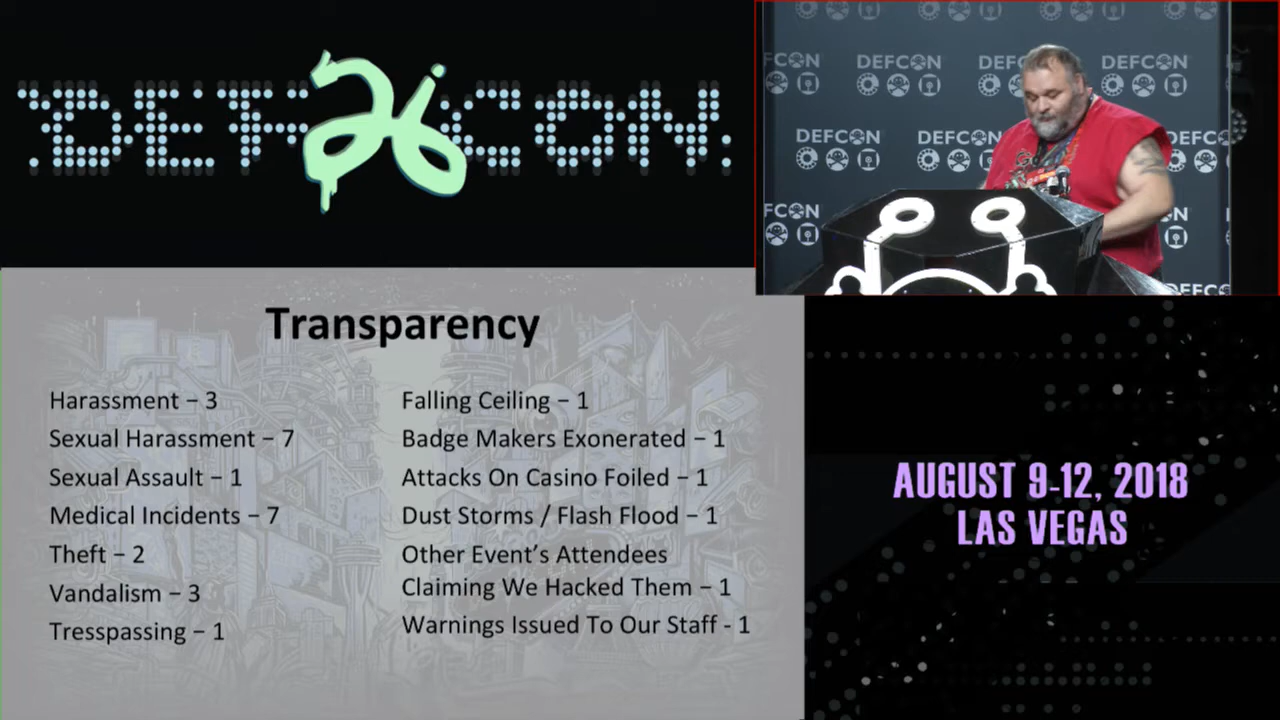 DEF 26 CON
DEFCON
DEFCON DEFCON DEFCON
DEFCON DEFCON DEFCON
Transparency
Harassment – 3
Sexual Harassment – 7
Sexual Assault – 1
Medical Incidents – 7
Theft – 2
Vandalism – 3
Tresspassing – 1
Falling Ceiling – 1
Badge Makers Exonerated – 1
Attacks On Casino Foiled – 1
Dust Storms / Flash Flood – 1
Other Event's Attendees
Claiming We Hacked Them – 1
Warnings Issued To Our Staff - 1
AUGUST 9-12, 2018
LAS VEGAS